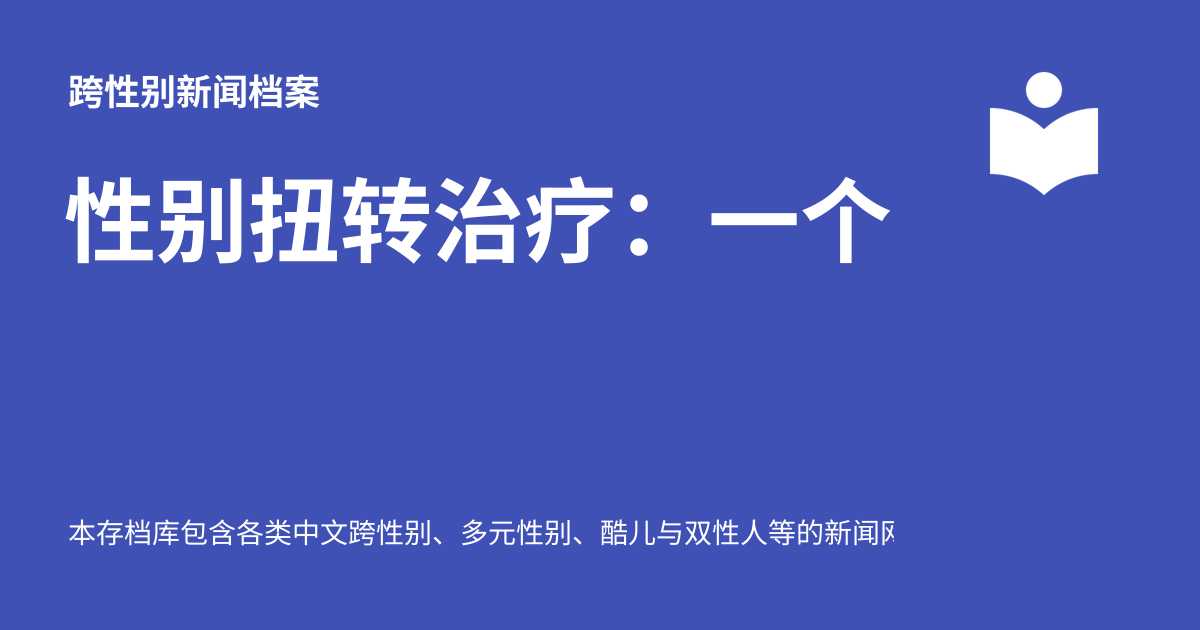 跨性别新闻档案
性别扭转治疗：一个
本存档库包含各类中文跨性别、多元性别、酷儿与双性人等的新闻